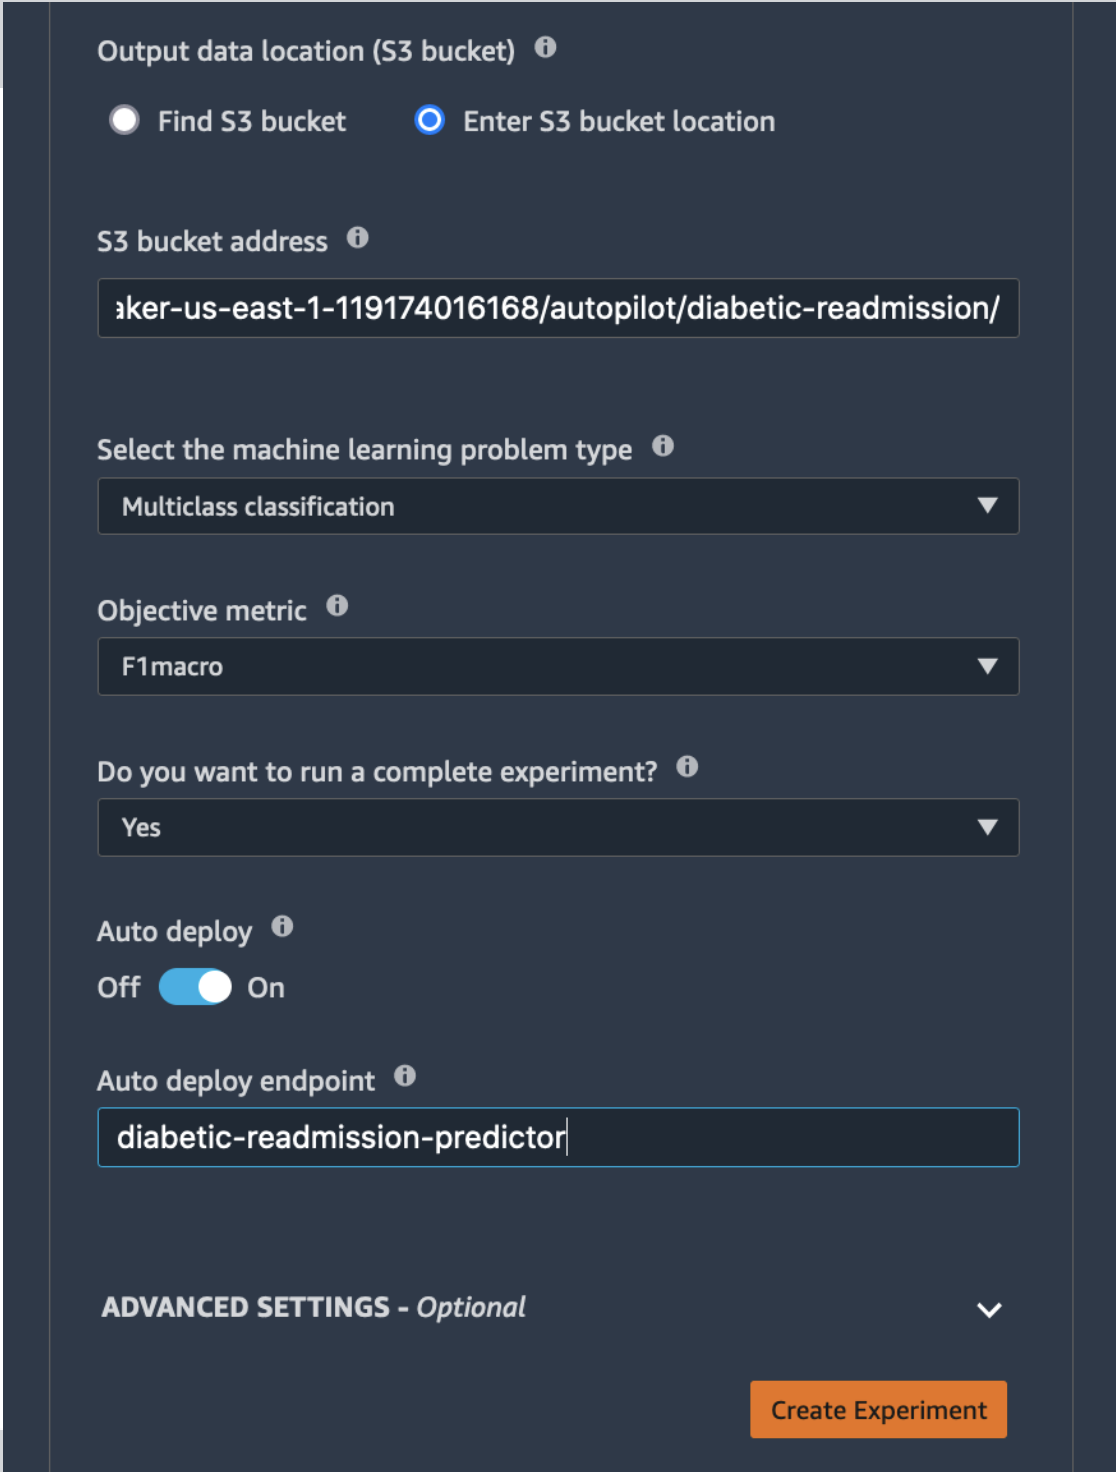 Output data location (S3 bucket)
Find S3 bucket Enter S3 bucket location
S3 bucket address
aker-us-east-1-119174016168/autopilot/diabetic-readmission/
Select the machine learning problem type
Multiclass classification
Objective metric
F1macro
Do you want to run a complete experiment?
Yes
Auto deploy
Off On
Auto deploy endpoint
diabetic-readmission-predictor
ADVANCED SETTINGS - Optional
Create Experiment